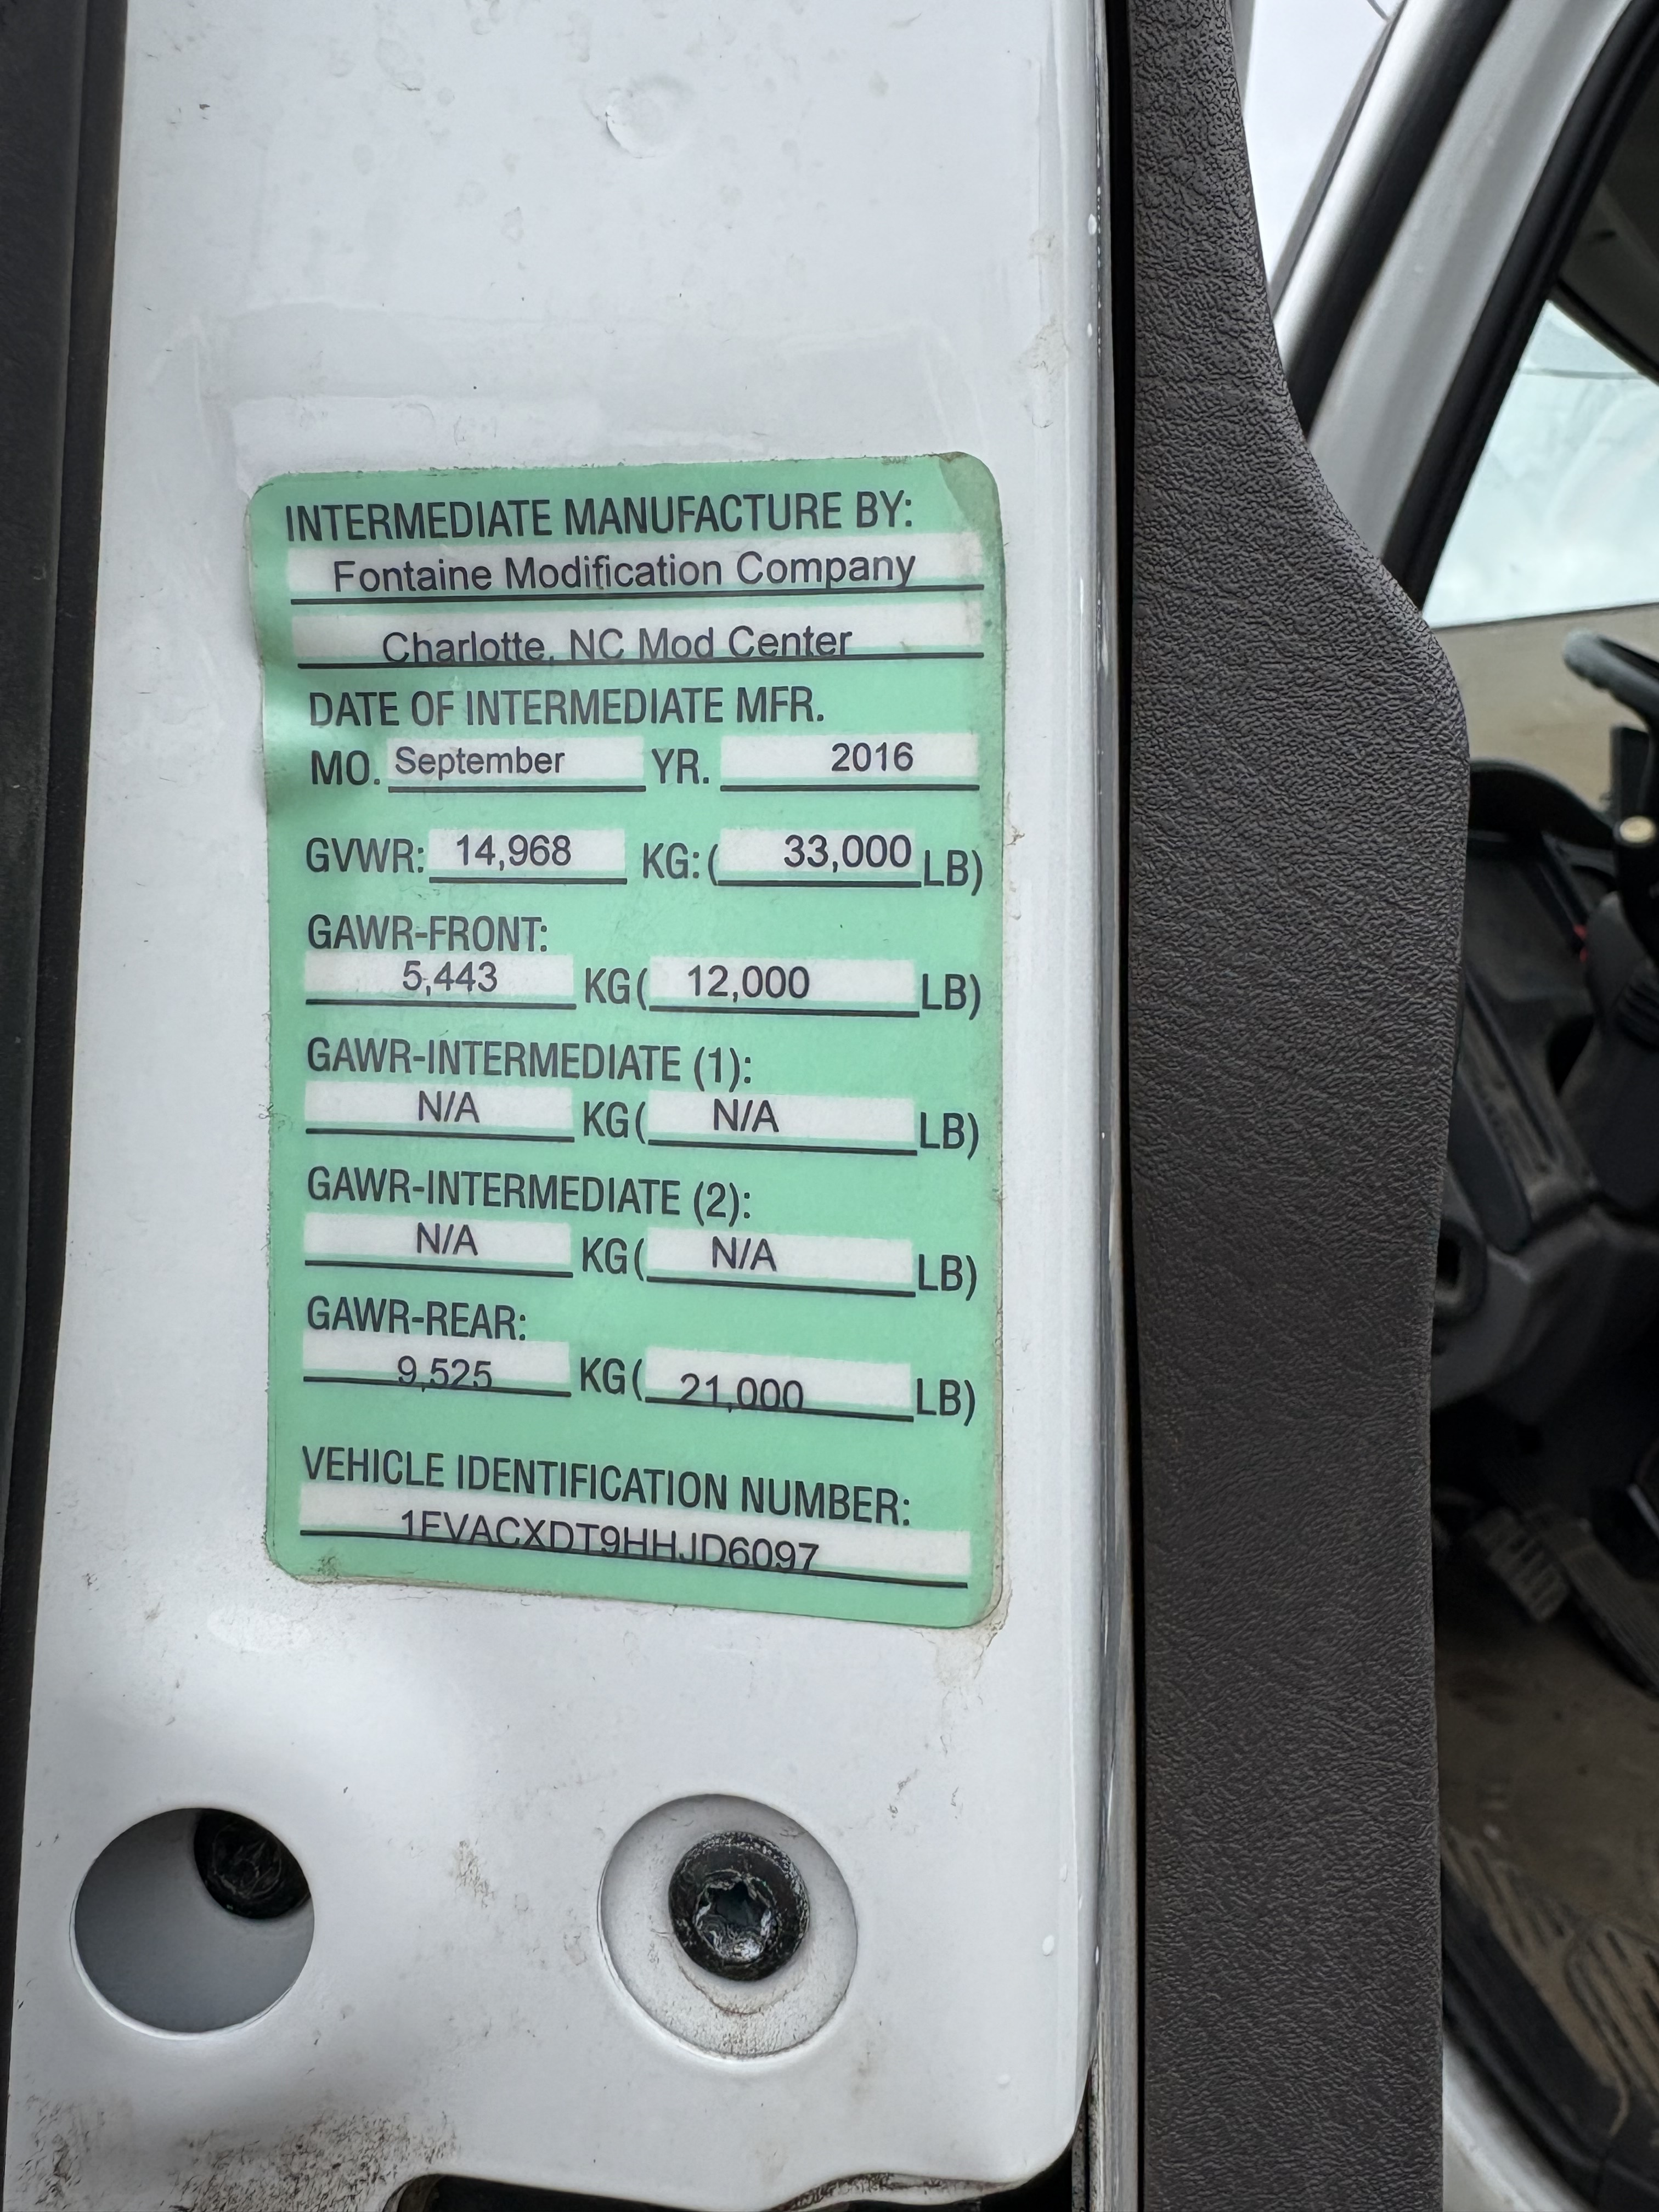 INTERMEDIATE MANUFACTURE BY:
Fontaine Modification Company
Charlotte, NC Mod Center
DATE OF INTERMEDIATE MFR.
MO. September YR. 2016
GVWR: 14,968 KG: ( 33,000 LB)
GAWR-FRONT:
5,443 KG ( 12,000 LB)
GAWR-INTERMEDIATE (1):
N/A KG ( N/A LB)
GAWR-INTERMEDIATE (2):
N/A KG ( N/A LB)
GAWR-REAR:
9,525 KG ( 21,000 LB)
VEHICLE IDENTIFICATION NUMBER:
1FVACXDT9HHJD6097